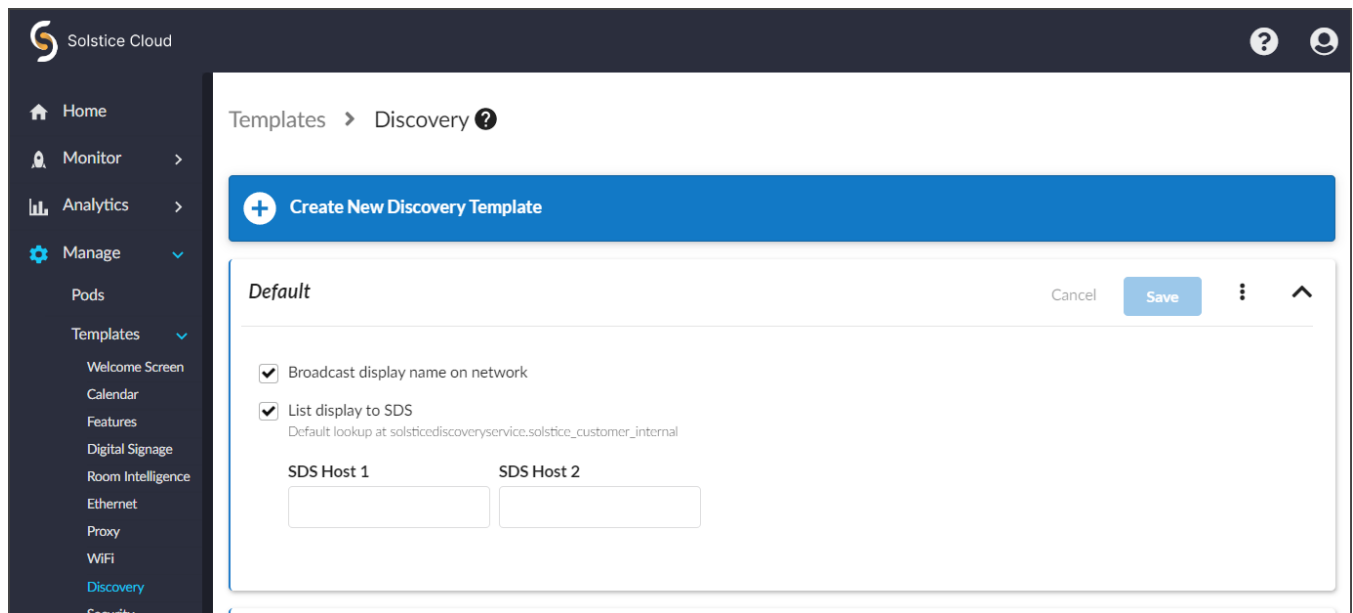 Solstice Cloud
Home
Monitor
Analytics
Manage
Pods
Templates
Welcome Screen
Calendar
Features
Digital Signage
Room Intelligence
Ethernet
Proxy
WiFi
Discovery
Security
Templates > Discovery ?
Create New Discovery Template
Default
Cancel Save
Broadcast display name on network
List display to SDS
Default lookup at solsticediscoveryservice.solstice_customer_internal
SDS Host 1 SDS Host 2